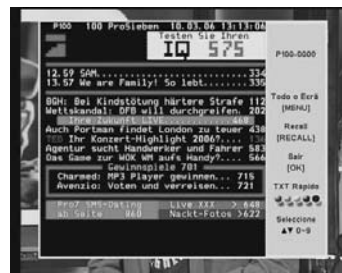 P100 100 ProSieben 10.03.06 13:13:06
Testen Sie Ihren
IQ 575
12.59 SAM.................334
13.57 We are Family! So lebt..335
BGH: Bei Kindstötung härtere Strafe 112
Wettskandal: DFB will durchgreifen. 202
Ihre Zukunft LIVE........468
Auch Portman findet London zu teuer 430
TED Ihr Konzert-Highlight 2006?....
Agentur sucht Handwerker und Fahrer 583
Das Game zur WOK WM aufs Handy?... 566
Gewinnspiele 701
Charmed: MP3 Player gewinnen... 715
Avenzio: Voten und verreisen... 721
Pro7 SMS-Dating Live XXX > 648
ab Seite 860 Nackt-Fotos >622
P100-0000
Todo o Ecrã
[MENU]
Recall
[RECALL]
Sair
[OK]
TXT Rápido
Seleccione
▲▼ 0~9